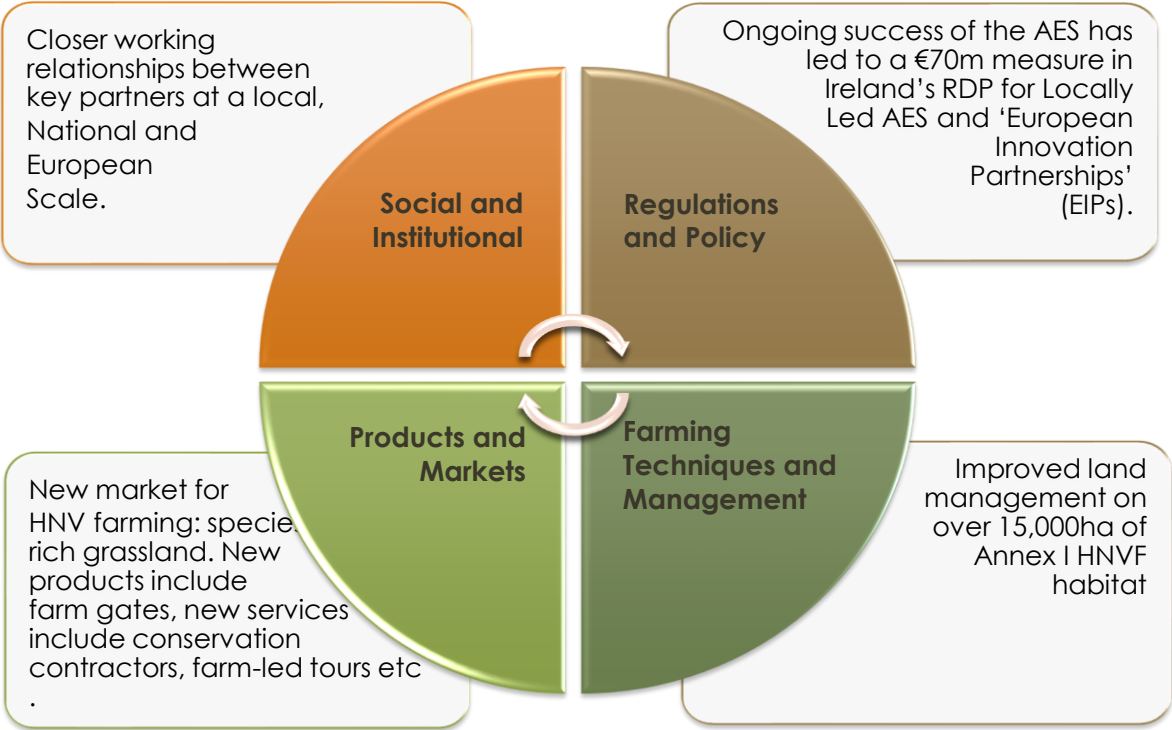 Closer working
relationships between
key partners at a local,
National and
European
Scale.
Ongoing success of the AES has
led to a €70m measure in
Ireland’s RDP for Locally
Led AES and ‘European
Innovation
Partnerships’
(EIPs).
Social and
Institutional
Regulations
and Policy
Products and
Markets
Farming
Techniques and
Management
New market for
HNV farming: species
rich grassland. New
products include
farm gates, new services
include conservation
contractors, farm-led tours etc
.
Improved land
management on
over 15,000ha of
Annex I HNVF
habitat